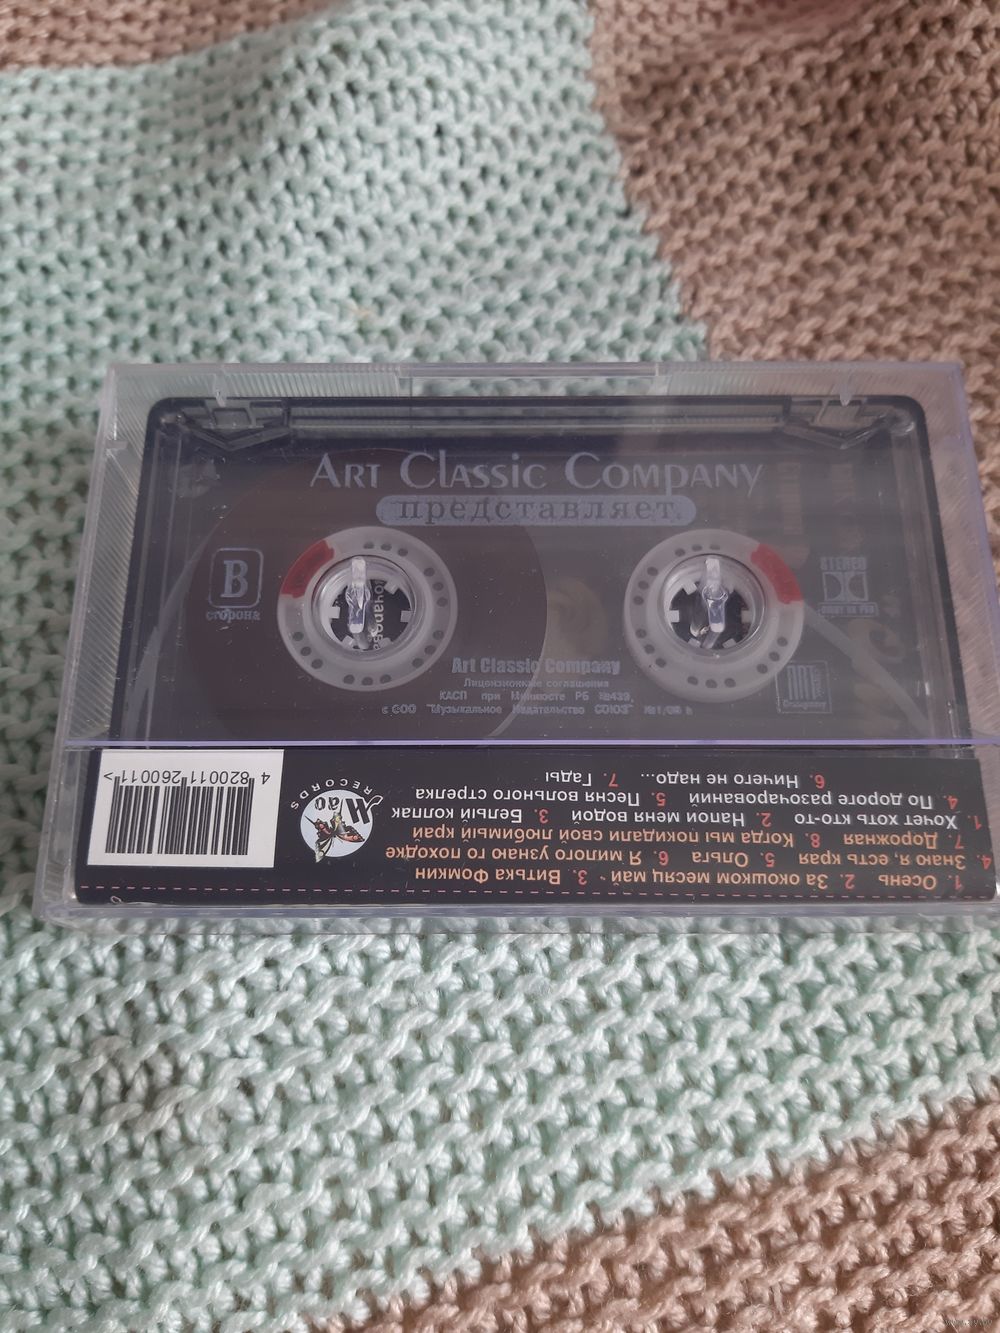 ART CLASSIC COMPANY
представляет
B
сторона
STEREO
Art Classic Company
Лицензионные соглашения
КАСП при Минюсте РБ №439,
с ООО "Музыкальное Издательство СОЮЗ"
ART
Company
1. Осень 2. За окошком месяц май 3. Витька Фомкин
4. Знаю я, есть края 5. Ольга 6. Я милого узнаю по походке
7. Дорожная 8. Когда мы покидали свой любимый край
1. Хочет хоть кто-то 2. Напои меня водой 3. Белый колпак
4. По дороге разочарований 5. Песня вольного стрелка
6. Ничего не надо... 7. Гады
Mao
RECORDS
4 820011 260011 >